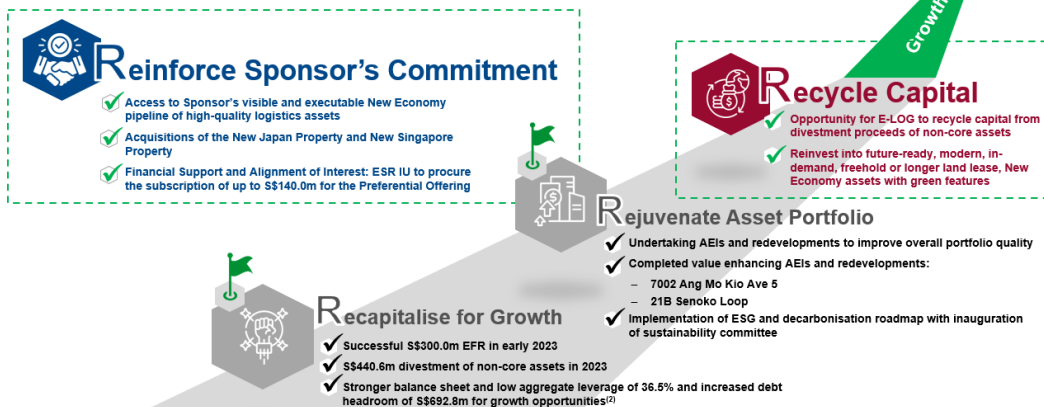 Reinforce Sponsor's Commitment
Access to Sponsor's visible and executable New Economy
pipeline of high-quality logistics assets
Acquisitions of the New Japan Property and New Singapore
Property
Financial Support and Alignment of Interest: ESR IU to procure
the subscription of up to S$140.0m for the Preferential Offering
Growth
Recycle Capital
Opportunity for E-LOG to recycle capital from
divestment proceeds of non-core assets
Reinvest into future-ready, modern, in-
demand, freehold or longer land lease, New
Economy assets with green features
Rejuvenate Asset Portfolio
Undertaking AEIs and redevelopments to improve overall portfolio quality
Completed value enhancing AEIs and redevelopments:
– 7002 Ang Mo Kio Ave 5
– 21B Senoko Loop
Implementation of ESG and decarbonisation roadmap with inauguration
of sustainability committee
Recapitalise for Growth
Successful S$300.0m EFR in early 2023
S$440.6m divestment of non-core assets in 2023
Stronger balance sheet and low aggregate leverage of 36.5% and increased debt
headroom of S$692.8m for growth opportunities(2)